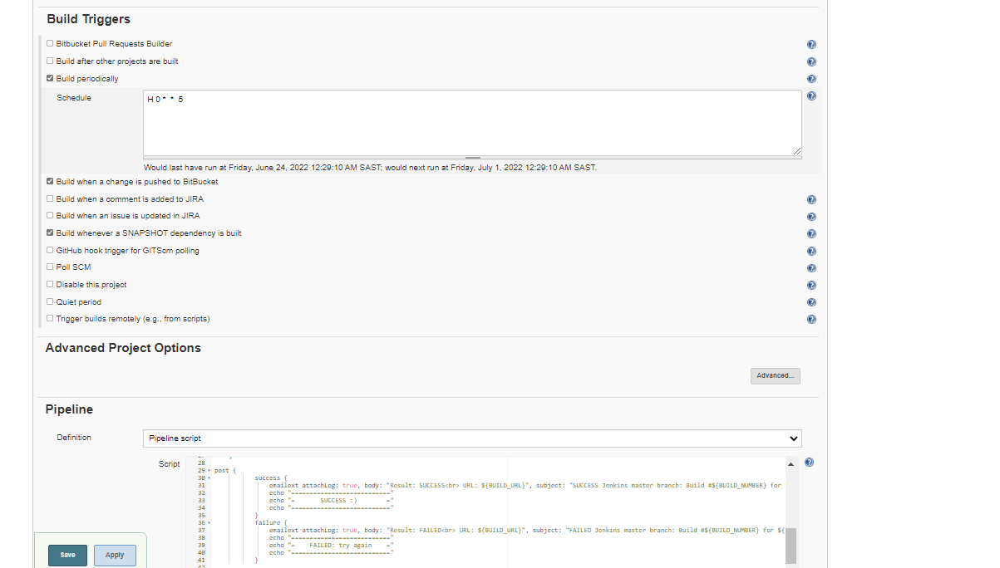 Build Triggers
Bitbucket Pull Requests Builder
Build after other projects are built
Build periodically
Schedule
H 0 * * 5
Would last have run at Friday, June 24, 2022 12:29:10 AM SAST; would next run at Friday, July 1, 2022 12:29:10 AM SAST.
Build when a change is pushed to BitBucket
Build when a comment is added to JIRA
Build when an issue is updated in JIRA
Build whenever a SNAPSHOT dependency is built
GitHub hook trigger for GITScm polling
Poll SCM
Disable this project
Quiet period
Trigger builds remotely (e.g., from scripts)
Advanced Project Options
Advanced...
Pipeline
Definition
Pipeline script
Script
28
29 post {
30 success {
31 emailext attachLog: true, body: "Result: SUCCESS<br> URL: ${BUILD_URL}", subject: "SUCCESS Jenkins master branch: Build #${BUILD_NUMBER} for
32 echo "==========================="
33 echo "= SUCCESS :) ="
34 echo "==========================="
35 }
36 failure {
37 emailext attachLog: true, body: "Result: FAILED<br> URL: ${BUILD_URL}", subject: "FAILED Jenkins master branch: Build #${BUILD_NUMBER} for ${
38 echo "==========================="
39 echo "= FAILED: try again ="
40 echo "==========================="
41 }
Save
Apply